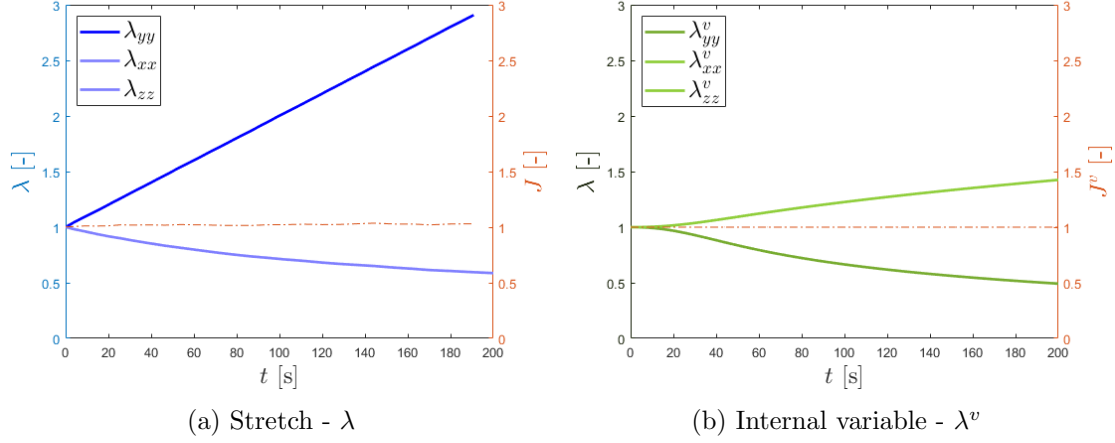 3
2.5
2
1.5
1
0.5
0
λ [-]
λyy
λxx
λzz
3
2.5
2
1.5
1
0.5
0
J [-]
0 20 40 60 80 100 120 140 160 180 200
t [s]
(a) Stretch - λ
3
2.5
2
1.5
1
0.5
0
λ [-]
λᵛyy
λᵛxx
λᵛzz
3
2.5
2
1.5
1
0.5
0
Jᵛ [-]
0 20 40 60 80 100 120 140 160 180 200
t [s]
(b) Internal variable - λᵛ